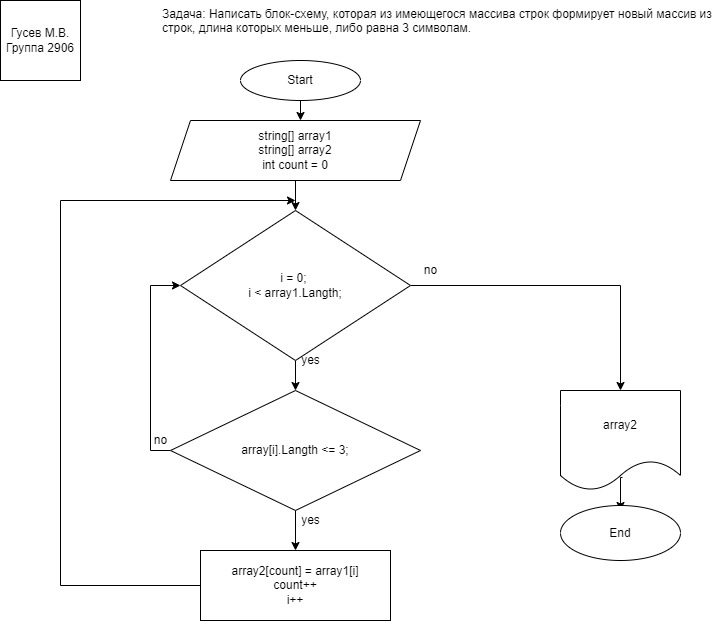 Гусев М.В.
Группа 2906
Задача: Написать блок-схему, которая из имеющегося массива строк формирует новый массив из
строк, длина которых меньше, либо равна 3 символам.
Start
string[] array1
string[] array2
int count = 0
i = 0;
i < array1.Langth;
no
yes
array[i].Langth <= 3;
no
yes
array2[count] = array1[i]
count++
i++
array2
End